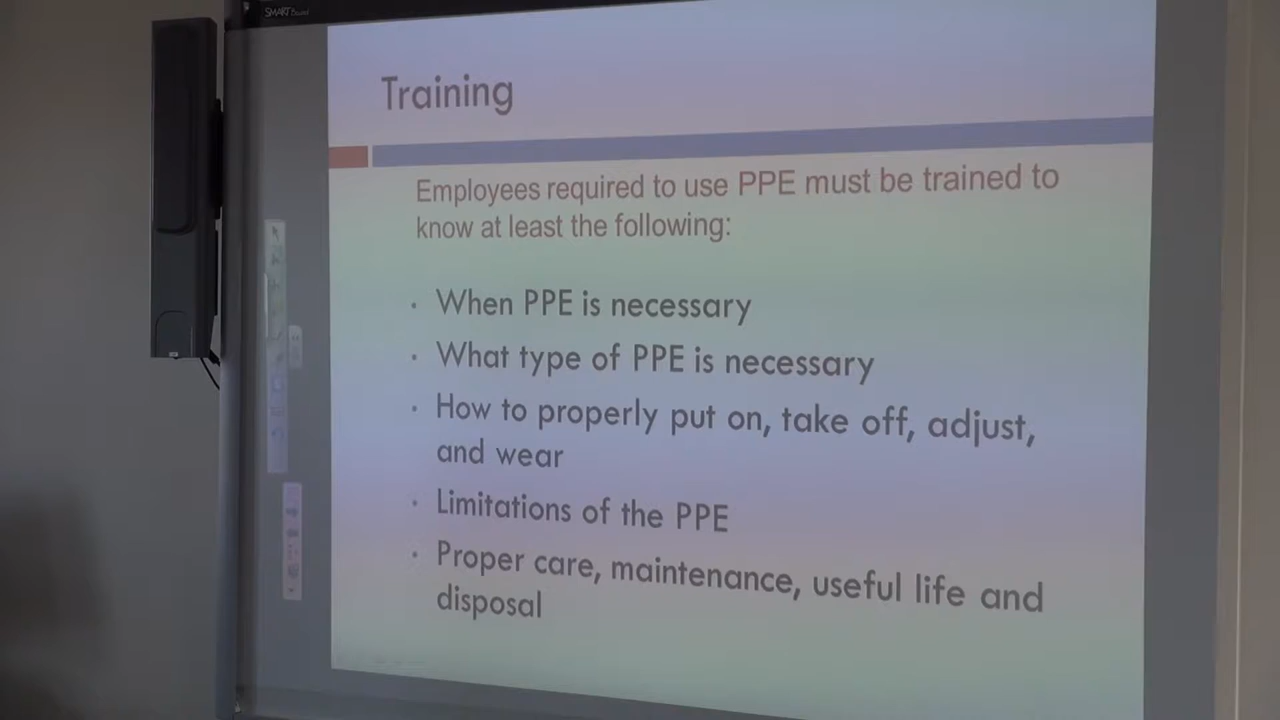 SMART Board
Training
Employees required to use PPE must be trained to
know at least the following:
• When PPE is necessary
• What type of PPE is necessary
• How to properly put on, take off, adjust,
and wear
• Limitations of the PPE
• Proper care, maintenance, useful life and
disposal